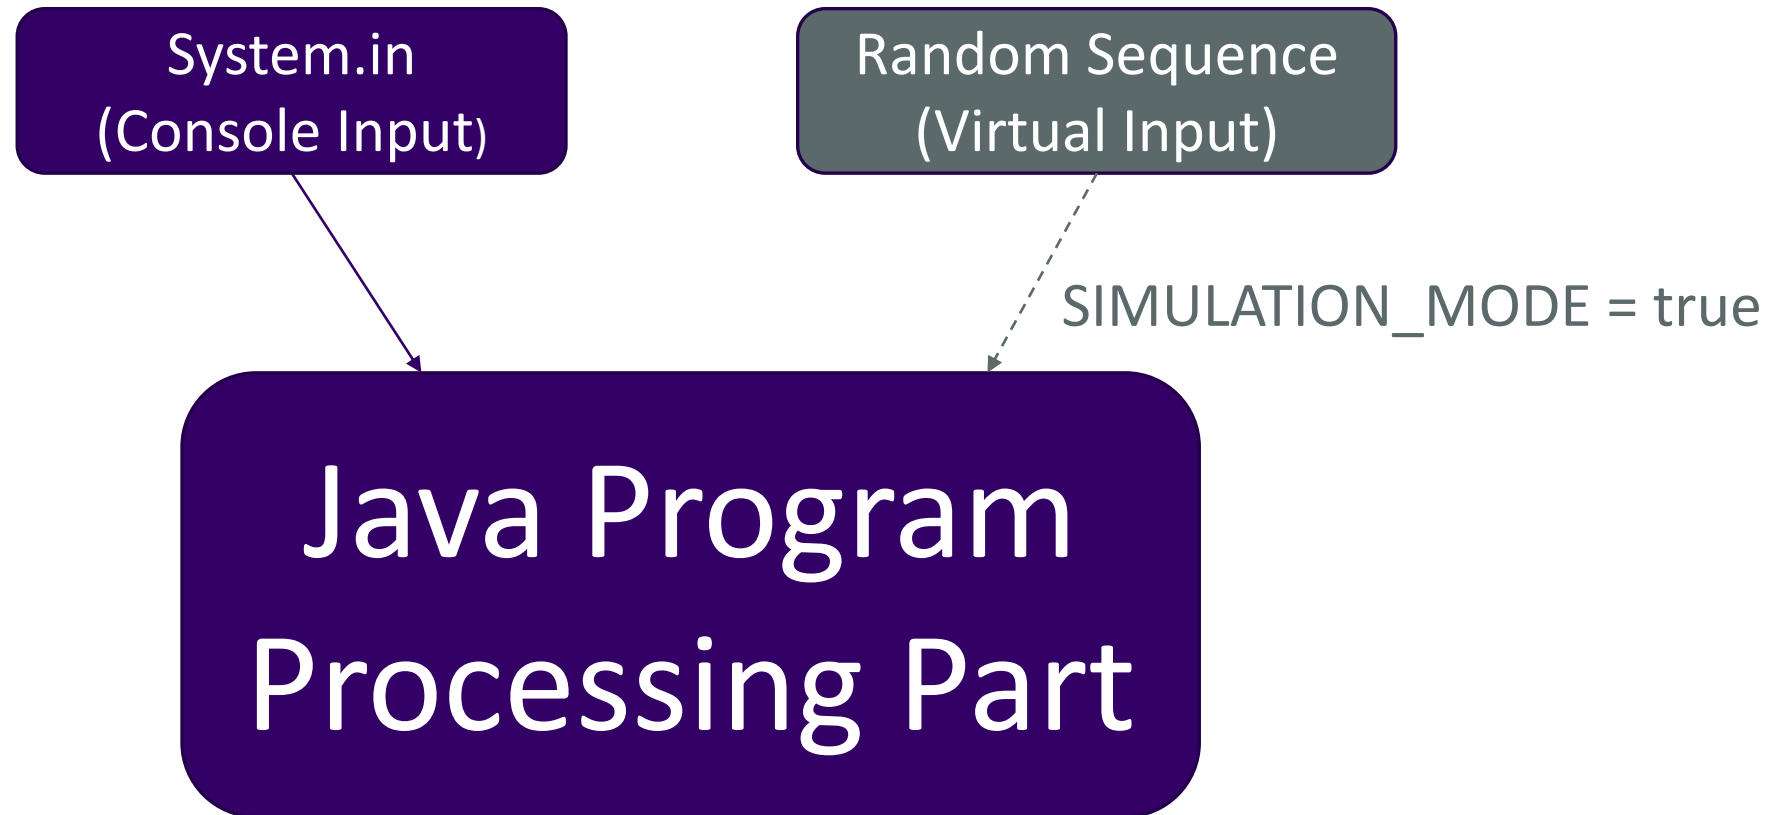 System.in
(Console Input)
Random Sequence
(Virtual Input)
SIMULATION_MODE = true
Java Program
Processing Part